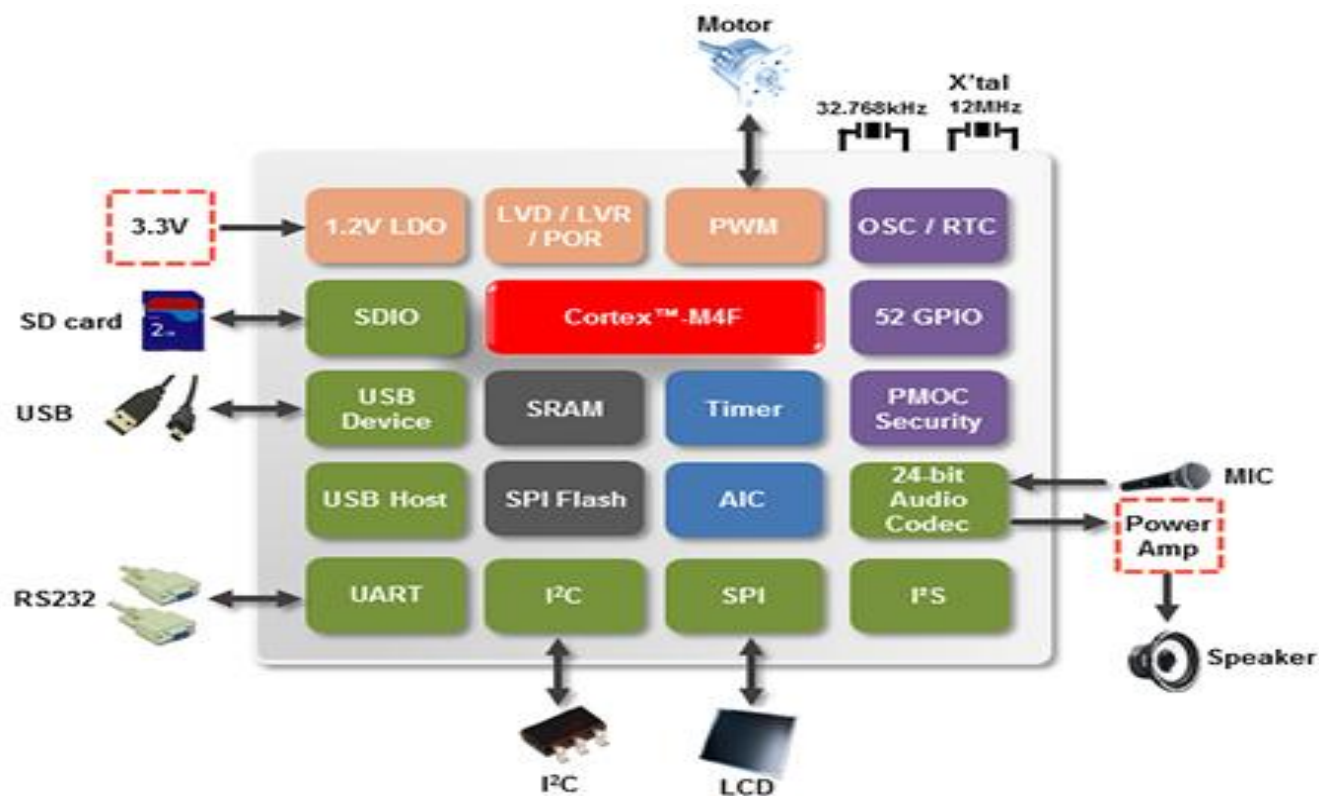 Motor
X'tal
32.768kHz
12MHz
3.3V
1.2V LDO
LVD / LVR
/ POR
PWM
OSC / RTC
SD card
2
SDIO
Cortex™-M4F
52 GPIO
USB
USB
Device
SRAM
Timer
PMOC
Security
USB Host
SPI Flash
AIC
24-bit
Audio
Codec
MIC
Power
Amp
RS232
UART
I²C
SPI
I²S
Speaker
I²C
LCD